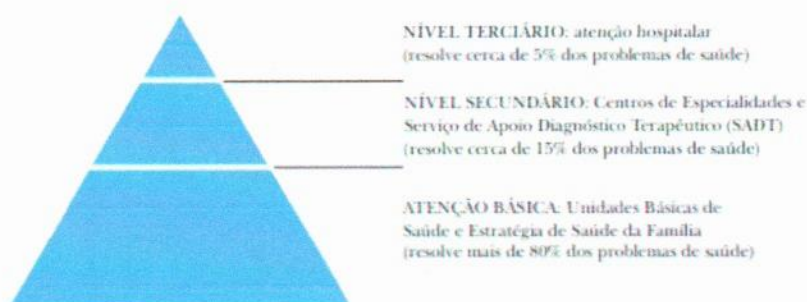 NÍVEL TERCIÁRIO: atenção hospitalar
(resolve cerca de 5% dos problemas de saúde)
NÍVEL SECUNDÁRIO: Centros de Especialidades e
Serviço de Apoio Diagnóstico Terapêutico (SADT)
(resolve cerca de 15% dos problemas de saúde)
ATENÇÃO BÁSICA: Unidades Básicas de
Saúde e Estratégia de Saúde da Família
(resolve mais de 80% dos problemas de saúde)